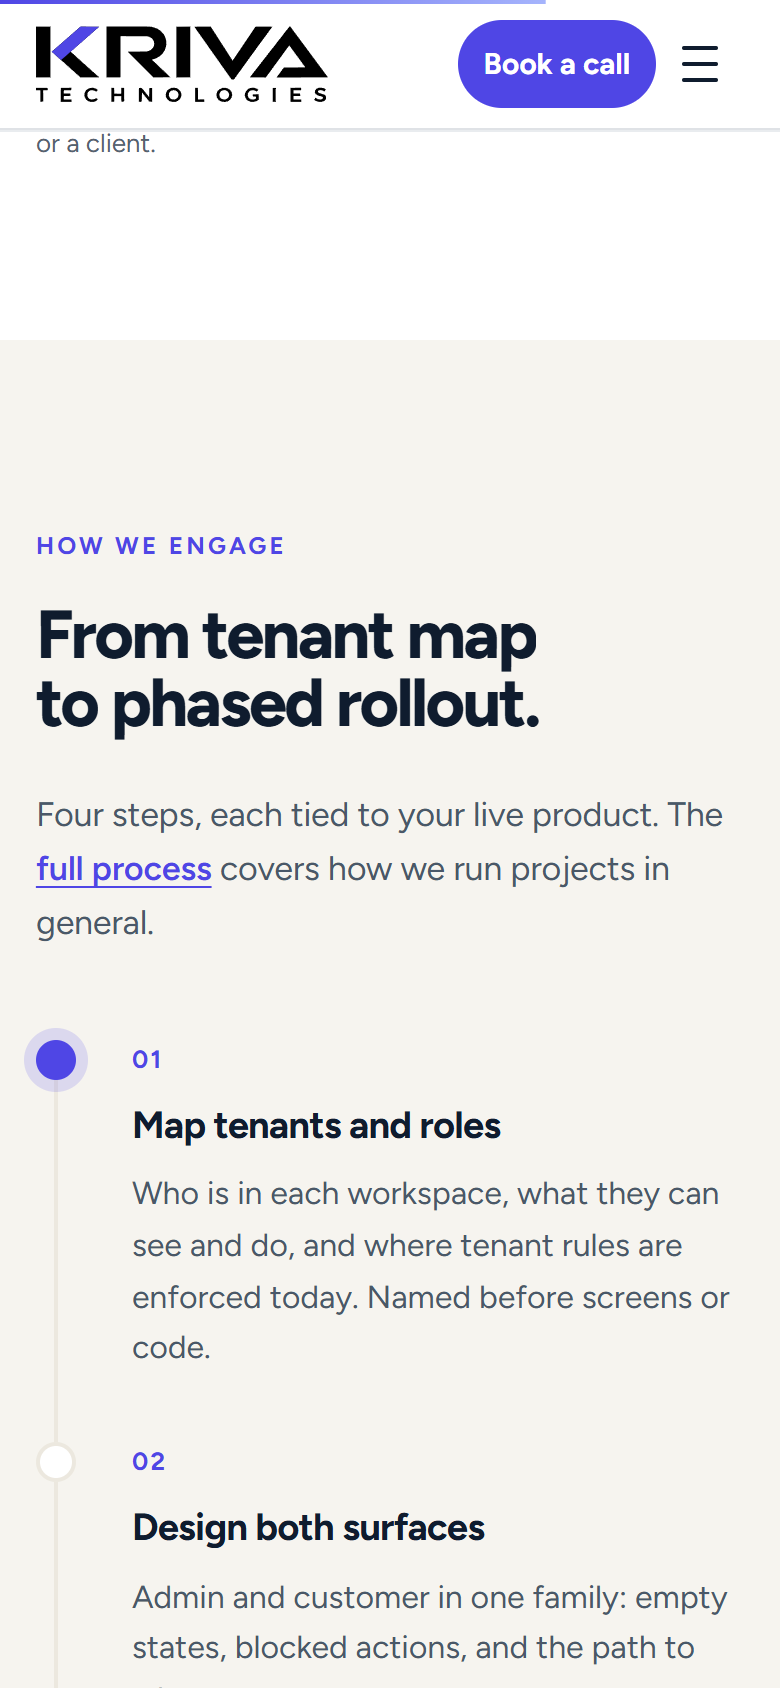 KRIVA
TECHNOLOGIES
Book a call
or a client.
HOW WE ENGAGE
From tenant map
to phased rollout.
Four steps, each tied to your live product. The
full process covers how we run projects in
general.
01
Map tenants and roles
Who is in each workspace, what they can
see and do, and where tenant rules are
enforced today. Named before screens or
code.
02
Design both surfaces
Admin and customer in one family: empty
states, blocked actions, and the path to